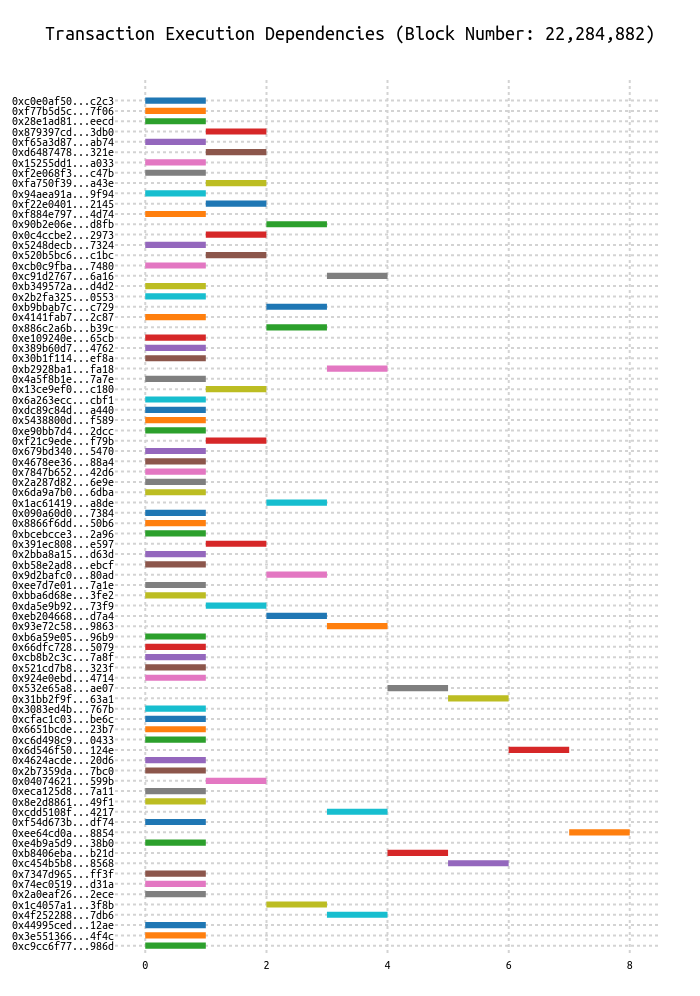 Transaction Execution Dependencies (Block Number: 22,284,882)
0xc0e0af50...c2c3
0xf77b5d5c...7f06
0x28e1ad81...eecd
0x879397cd...3db0
0xf65a3d87...ab74
0xd6487478...321e
0x15255dd1...a033
0xf2e068f3...c47b
0xfa750f39...a43e
0x94aea91a...9f94
0xf22e0401...2145
0xf884e797...4d74
0x90b2e06e...d8fb
0x0c4ccbe2...2973
0x5248decb...7324
0x520b5bc6...c1bc
0xcb0c9fba...7480
0xc91d2767...6a16
0xb349572a...d4d2
0x2b2fa325...0553
0xb9bbab7c...c729
0x4141fab7...2c87
0x886c2a6b...b39c
0xe109240e...65cb
0x389b60d7...4762
0x30b1f114...ef8a
0xb2928ba1...fa18
0x4a5f8b1e...7a7e
0x13ce9ef0...c180
0x6a263ecc...cbf1
0xdc89c84d...a440
0x5438800d...f589
0xe90bb7d4...2dcc
0xf21c9ede...f79b
0x679bd340...5470
0x4678ee36...88a4
0x7847b652...42d6
0x2a287d82...6e9e
0x6da9a7b0...6dba
0x1ac61419...a8de
0x090a60d0...7384
0x8866f6dd...50b6
0xbcebcce3...2a96
0x391ec808...e597
0x2bba8a15...d63d
0xb58e2ad8...ebcf
0x9d2bafc0...80ad
0xee7d7e01...7a1e
0xbba6d68e...3fe2
0xda5e9b92...73f9
0xeb204668...d7a4
0x93e72c58...9863
0xb6a59e05...96b9
0x66dfc728...5079
0xcb8b2c3c...7a8f
0x521cd7b8...323f
0x924e0ebd...4714
0x532e65a8...ae07
0x31bb2f9f...63a1
0x3083ed4b...767b
0xcfac1c03...be6c
0x6651bcde...23b7
0xc6d498c9...0433
0x6d546f50...124e
0x4624acde...20d6
0x2b7359da...7bc0
0x04074621...599b
0xeca125d8...7a11
0x8e2d8861...49f1
0xcdd5108f...4217
0xf54d673b...df74
0xee64cd0a...8854
0xe4b9a5d9...38b0
0xb8406eba...b21d
0xc454b5b8...8568
0x7347d965...ff3f
0x74ec0519...d31a
0x2a0eaf26...2ece
0x1c4057a1...3f8b
0x4f252288...7db6
0x44995ced...12ae
0x3e551366...4f4c
0xc9cc6f77...986d
0 2 4 6 8